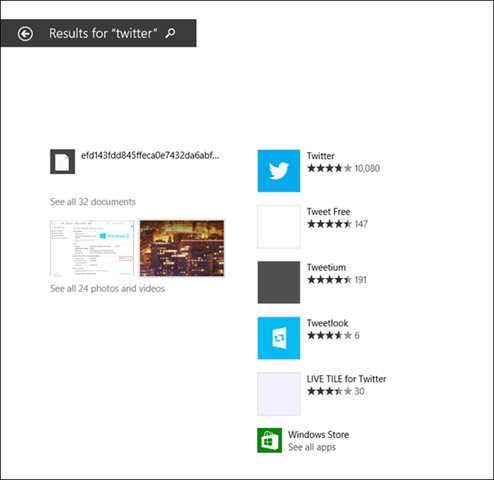 Results for “twitter”
efd143fdd845ffeca0e7432da6abf...
See all 32 documents
See all 24 photos and videos
Twitter
10,080
Tweet Free
147
Tweetium
191
Tweetlook
6
LIVE TILE for Twitter
30
Windows Store
See all apps